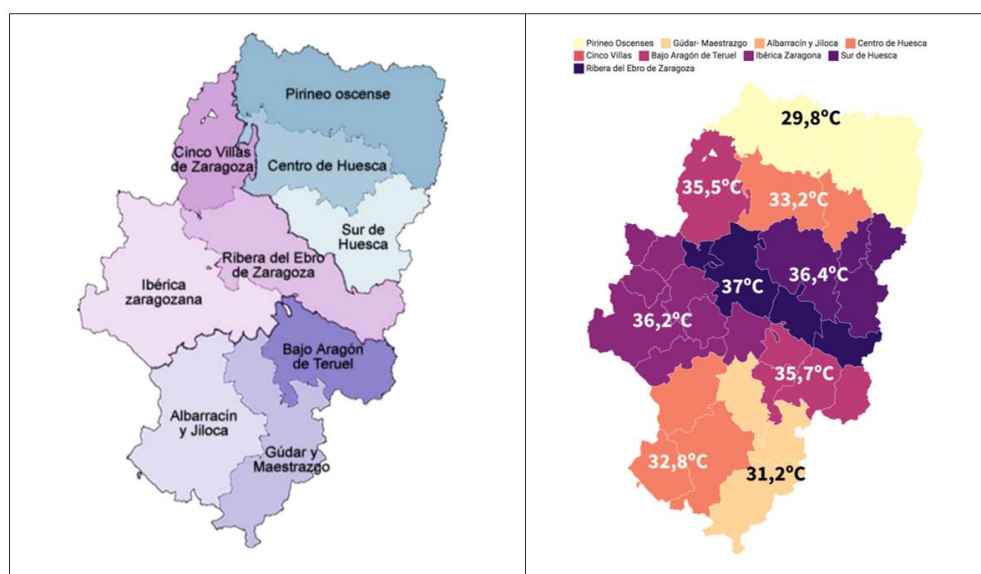 Pirineo oscense
Cinco Villas
de Zaragoza
Centro de Huesca
Sur de
Huesca
Ribera del Ebro
de Zaragoza
Ibérica
zaragozana
Bajo Aragón
de Teruel
Albarracín
y Jiloca
Gúdar y
Maestrazgo
Pirineo Oscenses Gúdar- Maestrazgo Albarracín y Jiloca Centro de Huesca
Cinco Villas Bajo Aragón de Teruel Ibérica Zaragona Sur de Huesca
Ribera del Ebro de Zaragoza
29,8ºC
35,5ºC
33,2ºC
36,4ºC
37ºC
36,2ºC
35,7ºC
32,8ºC
31,2ºC